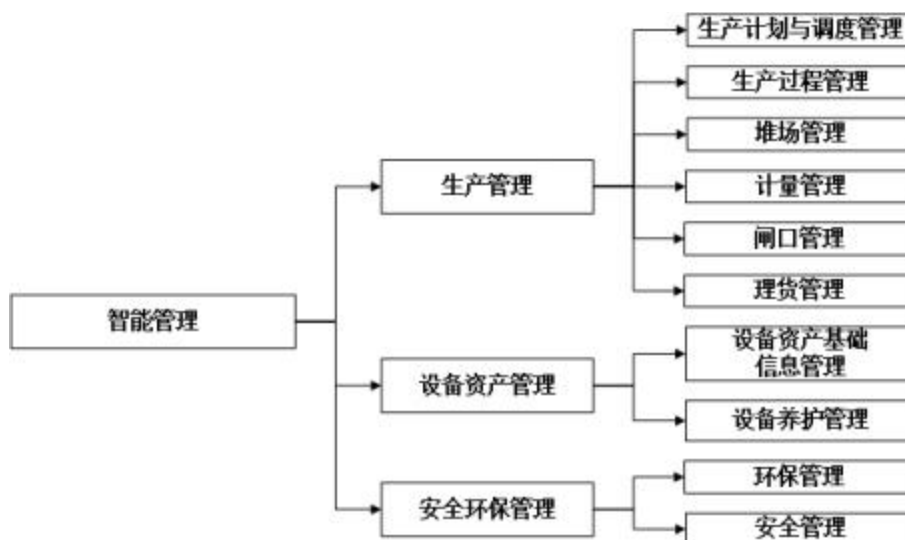 生产计划与调度管理
生产过程管理
堆场管理
生产管理
计量管理
闸口管理
理货管理
智能管理
设备资产基础
信息管理
设备资产管理
设备养护管理
环保管理
安全环保管理
安全管理